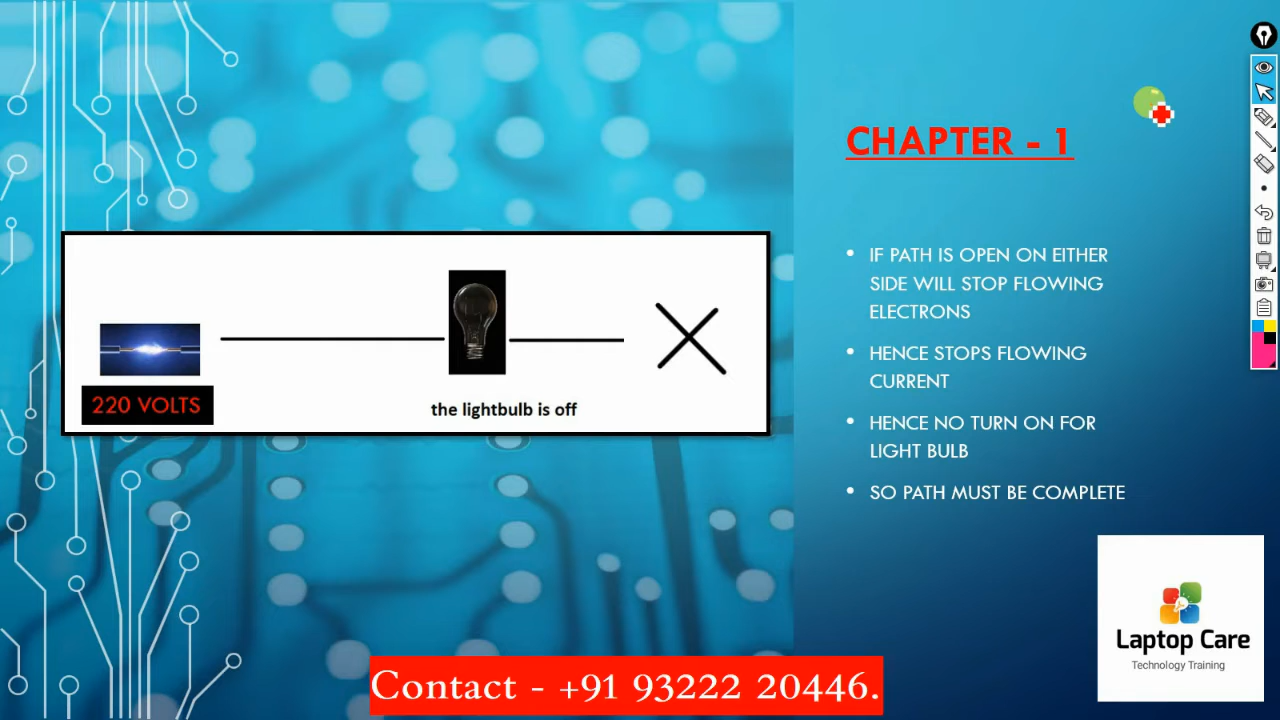 CHAPTER - 1
• IF PATH IS OPEN ON EITHER
SIDE WILL STOP FLOWING
ELECTRONS
• HENCE STOPS FLOWING
CURRENT
• HENCE NO TURN ON FOR
LIGHT BULB
• SO PATH MUST BE COMPLETE
220 VOLTS
the lightbulb is off
Laptop Care
Technology Training
Contact - +91 93222 20446.